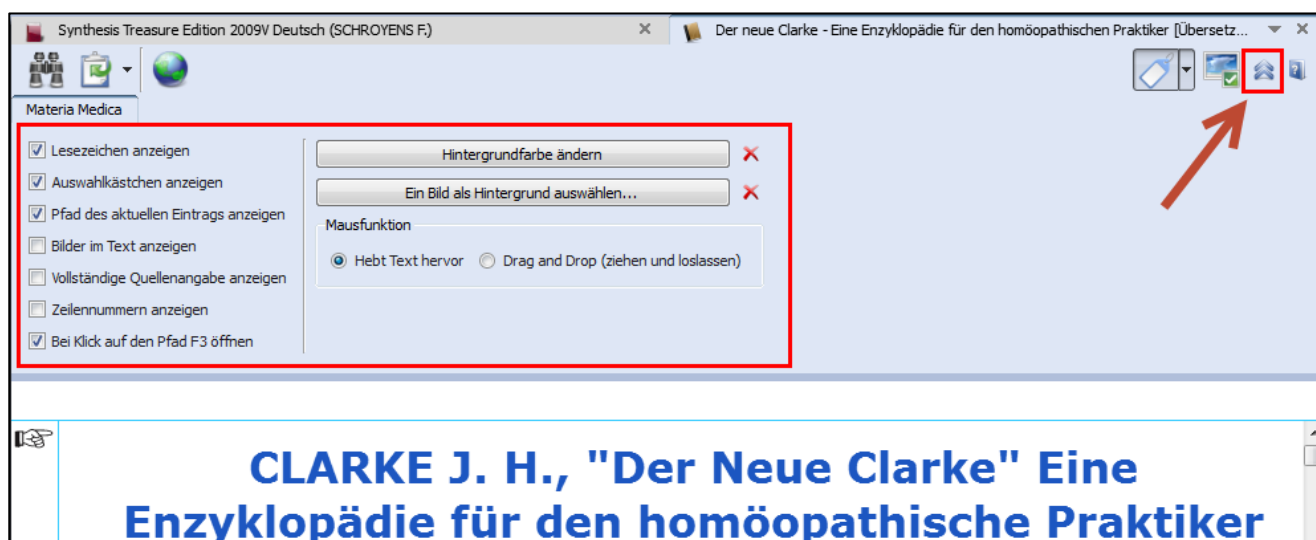 Synthesis Treasure Edition 2009V Deutsch (SCHROYENS F.)
Der neue Clarke - Eine Enzyklopädie für den homöopathischen Praktiker [Übersetz...
Materia Medica
Lesezeichen anzeigen
Auswahlkästchen anzeigen
Pfad des aktuellen Eintrags anzeigen
Bilder im Text anzeigen
Vollständige Quellenangabe anzeigen
Zeilennummern anzeigen
Bei Klick auf den Pfad F3 öffnen
Hintergrundfarbe ändern
Ein Bild als Hintergrund auswählen...
Mausfunktion
Hebt Text hervor
Drag and Drop (ziehen und loslassen)
CLARKE J. H., "Der Neue Clarke" Eine
Enzyklopädie für den homöopathische Praktiker